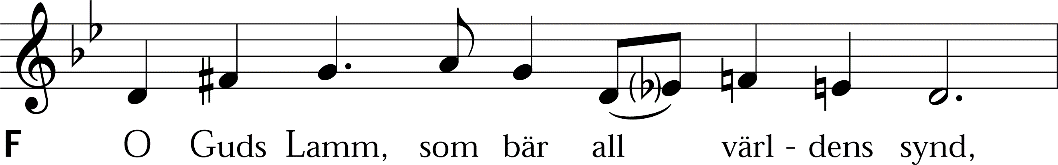 F O Guds Lamm, som bär all värl - dens synd,